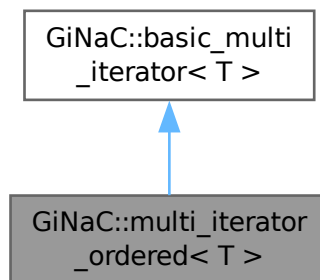 GiNaC::basic_multi
_iterator< T >
GiNaC::multi_iterator
_ordered< T >